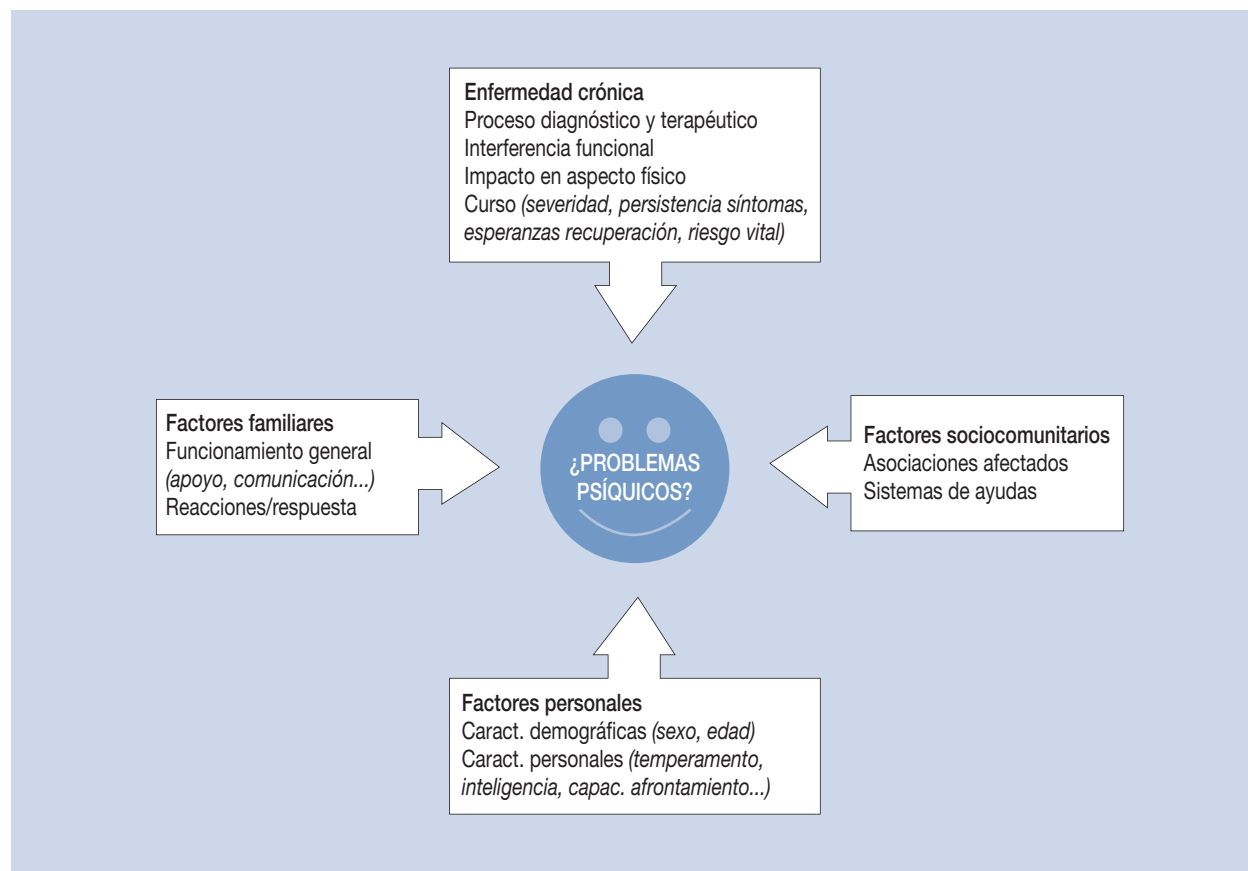 Enfermedad crónica
Proceso diagnóstico y terapéutico
Interferencia funcional
Impacto en aspecto físico
Curso (severidad, persistencia síntomas,
esperanzas recuperación, riesgo vital)
Factores familiares
Funcionamiento general
(apoyo, comunicación...)
Reacciones/respuesta
¿PROBLEMAS
PSÍQUICOS?
Factores sociocomunitarios
Asociaciones afectados
Sistemas de ayudas
Factores personales
Caract. demográficas (sexo, edad)
Caract. personales (temperamento,
inteligencia, capac. afrontamiento...)